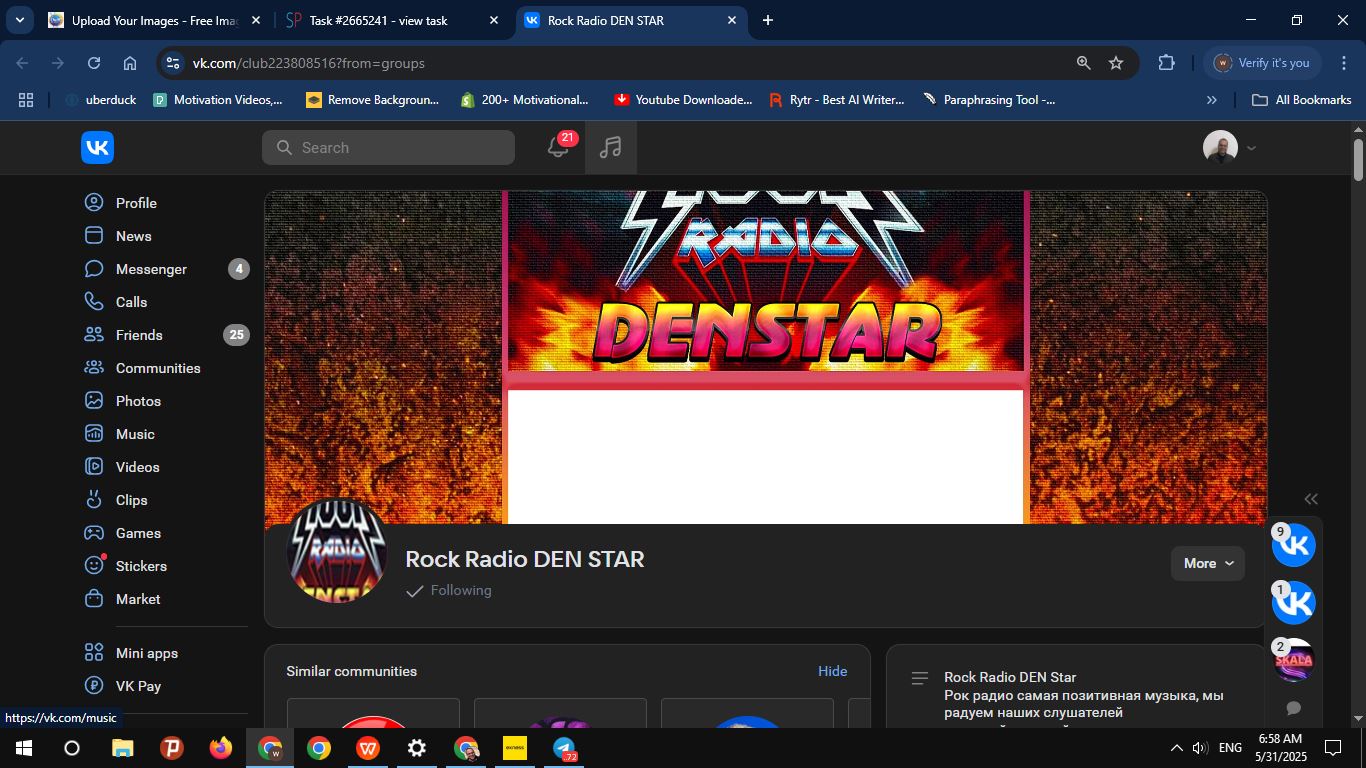 Upload Your Images - Free Imag
Task #2665241 - view task
Rock Radio DEN STAR
vk.com/club223808516?from=groups
Verify it's you
uberduck
Motivation Videos,...
Remove Backgroun...
200+ Motivational...
Youtube Downloade...
Rytr - Best AI Writer...
Paraphrasing Tool -...
All Bookmarks
Search
21
Profile
News
Messenger
4
Calls
Friends
25
Communities
Photos
Music
Videos
Clips
Games
Stickers
Market
Mini apps
VK Pay
RADIO
DENSTAR
RADIO
Rock Radio DEN STAR
Following
More
9
1
2
SKALA
Similar communities
Hide
Rock Radio DEN Star
Рок радио самая позитивная музыка, мы
радуем наших слушателей
https://vk.com/music
exness
72
ENG
6:58 AM
5/31/2025